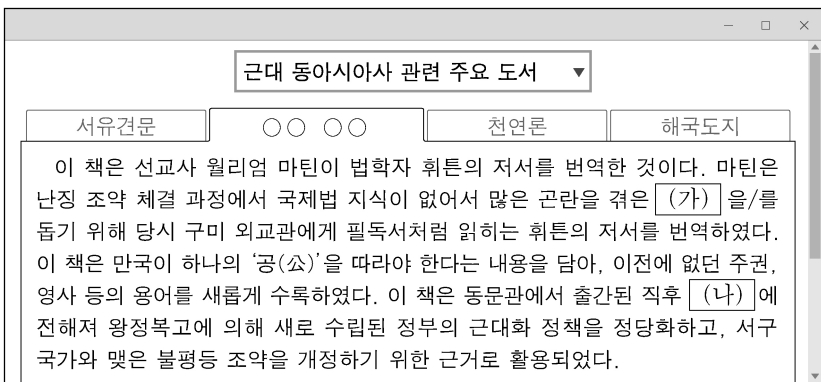 근대 동아시아사 관련 주요 도서 ▼
서유견문 ○○ ○○ 천연론 해국도지
이 책은 선교사 윌리엄 마틴이 법학자 휘튼의 저서를 번역한 것이다. 마틴은
난징 조약 체결 과정에서 국제법 지식이 없어서 많은 곤란을 겪은 (가) 을/를
돕기 위해 당시 구미 외교관에게 필독서처럼 읽히는 휘튼의 저서를 번역하였다.
이 책은 만국이 하나의 ‘공(公)’을 따라야 한다는 내용을 담아, 이전에 없던 주권,
영사 등의 용어를 새롭게 수록하였다. 이 책은 동문관에서 출간된 직후 (나) 에
전해져 왕정복고에 의해 새로 수립된 정부의 근대화 정책을 정당화하고, 서구
국가와 맺은 불평등 조약을 개정하기 위한 근거로 활용되었다.